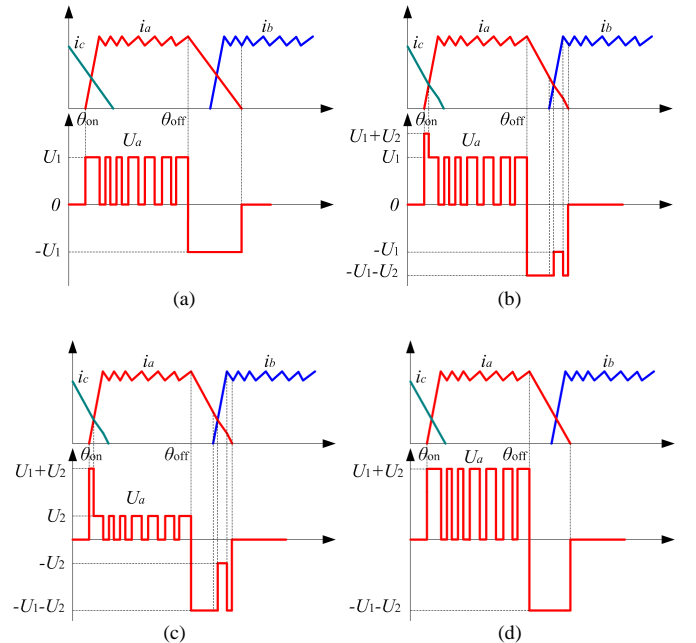 ic
ia
ib
θon
θoff
Ua
U1
0
-U1
(a)
ic
ia
ib
θon
θoff
U1+U2
Ua
U1
0
-U1
-U1-U2
(b)
ic
ia
ib
θon
θoff
U1+U2
Ua
U2
-U2
-U1-U2
(c)
ic
ia
ib
θon
θoff
U1+U2
Ua
-U1-U2
(d)